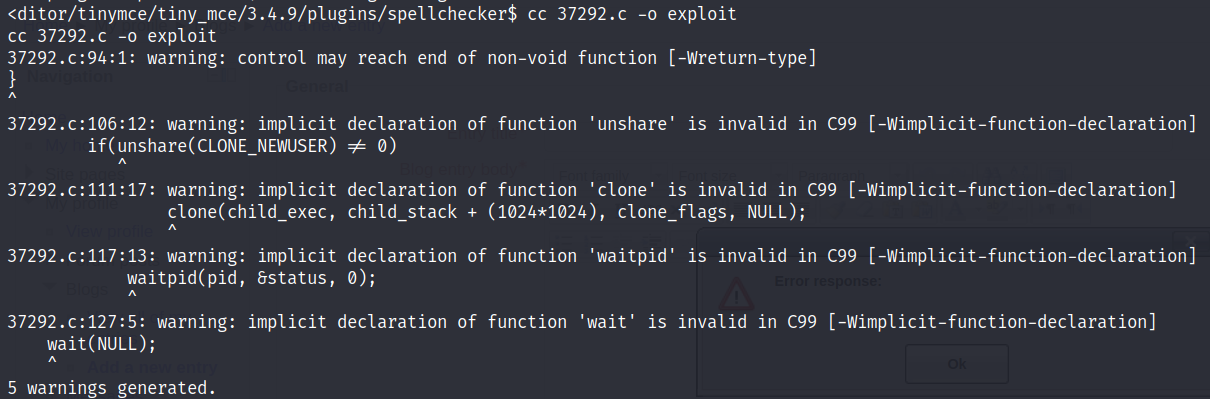 <ditor/tinymce/tiny_mce/3.4.9/plugins/spellchecker$ cc 37292.c -o exploit
cc 37292.c -o exploit
37292.c:94:1: warning: control may reach end of non-void function [-Wreturn-type]
}
^
37292.c:106:12: warning: implicit declaration of function 'unshare' is invalid in C99 [-Wimplicit-function-declaration]
        if(unshare(CLONE_NEWUSER) != 0)
           ^
37292.c:111:17: warning: implicit declaration of function 'clone' is invalid in C99 [-Wimplicit-function-declaration]
                clone(child_exec, child_stack + (1024*1024), clone_flags, NULL);
                ^
37292.c:117:13: warning: implicit declaration of function 'waitpid' is invalid in C99 [-Wimplicit-function-declaration]
            waitpid(pid, &status, 0);
            ^
37292.c:127:5: warning: implicit declaration of function 'wait' is invalid in C99 [-Wimplicit-function-declaration]
    wait(NULL);
    ^
5 warnings generated.
Navigation
General
View profile
Blogs
Add a new entry
Error response:
Ok